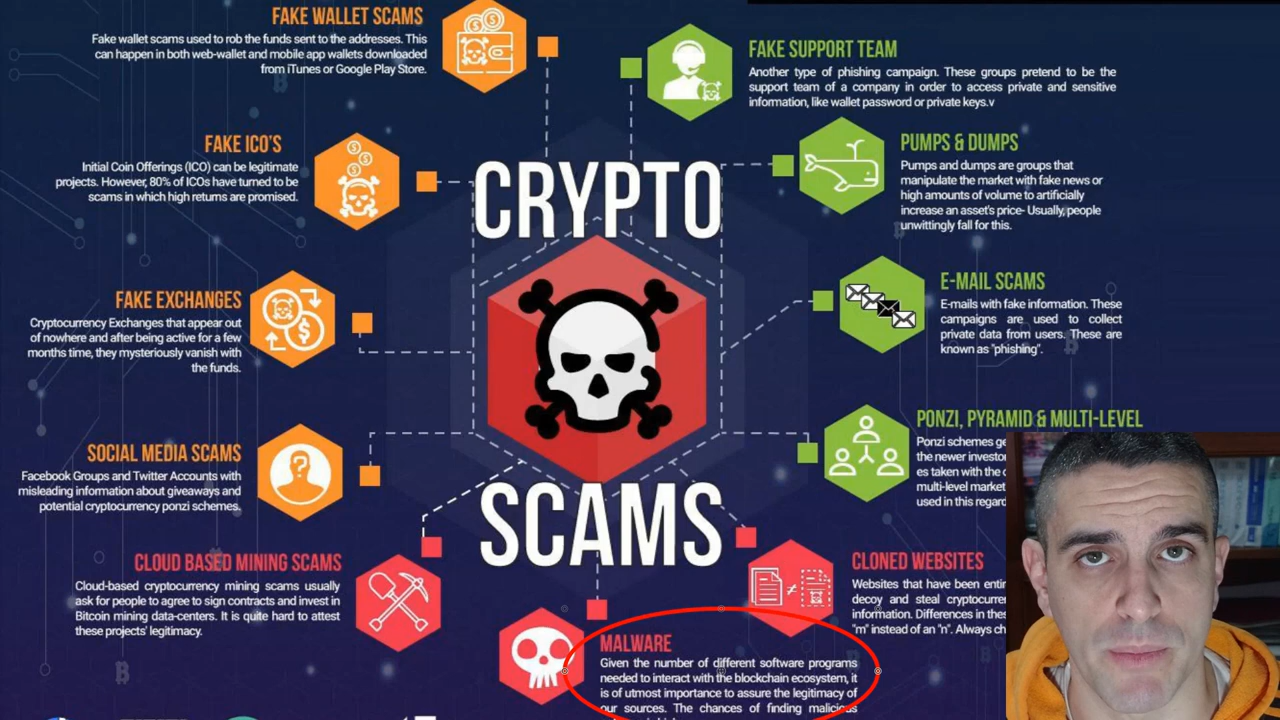 FAKE WALLET SCAMS
Fake wallet scams used to rob the funds sent to the addresses. This
can happen in both web-wallet and mobile app wallets downloaded
from iTunes or Google Play Store.
FAKE SUPPORT TEAM
Another type of phishing campaign. These groups pretend to be the
support team of a company in order to access private and sensitive
information, like wallet password or private keys.v
FAKE ICO'S
Initial Coin Offerings (ICO) can be legitimate
projects. However, 80% of ICOs have turned to be
scams in which high returns are promised.
PUMPS & DUMPS
Pumps and dumps are groups that
manipulate the market with fake news or
high amounts of volume to artificially
increase an asset's price- Usually, people
unwittingly fall for this.
CRYPTO
SCAMS
FAKE EXCHANGES
Cryptocurrency Exchanges that appear out
of nowhere and after being active for a few
months time, they mysteriously vanish with
the funds.
E-MAIL SCAMS
E-mails with fake information. These
campaigns are used to collect
private data from users. These are
known as "phishing".
SOCIAL MEDIA SCAMS
Facebook Groups and Twitter Accounts with
misleading information about giveaways and
potential cryptocurrency ponzi schemes.
PONZI, PYRAMID & MULTI-LEVEL
Ponzi schemes
the newer
es taken with the
multi-level
used in this
CLOUD BASED MINING SCAMS
Cloud-based cryptocurrency mining scams usually
ask for people to agree to sign contracts and invest in
Bitcoin mining data-centers. It is quite hard to attest
these projects' legitimacy.
CLONED WEBSITES
Websites that have been
decoy and steal
information. Differences in
"m" instead of an "n". Always
MALWARE
Given the number of different software programs
needed to interact with the blockchain ecosystem, it
is of utmost importance to assure the legitimacy of
our sources. The chances of finding malicious